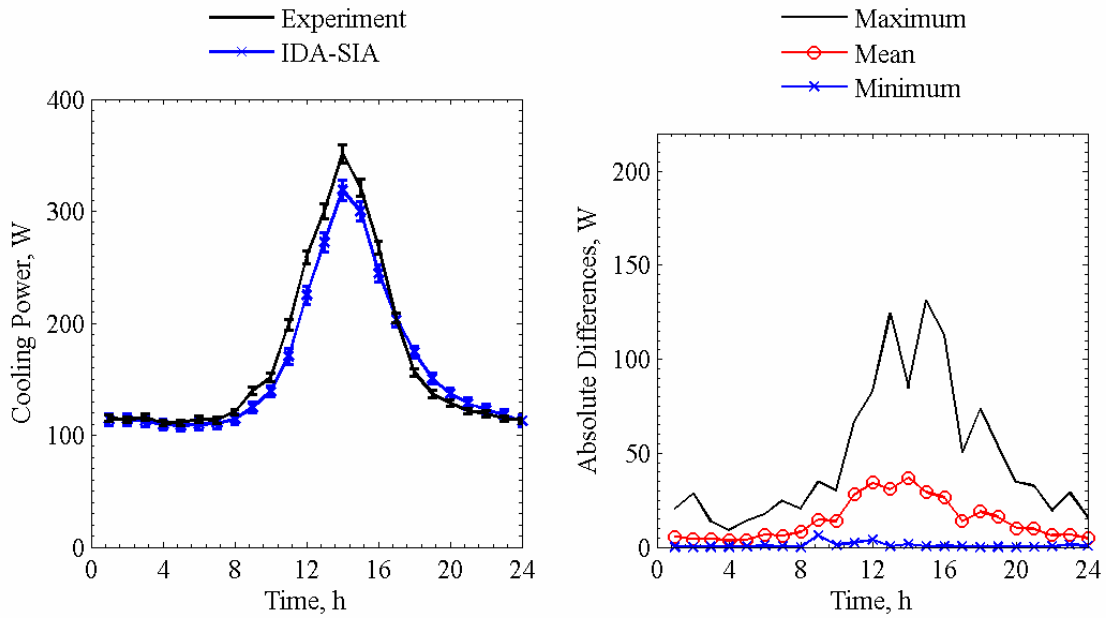 Experiment
IDA-SIA
Cooling Power, W
400
300
200
100
0
0 4 8 12 16 20 24
Time, h
Maximum
Mean
Minimum
Absolute Differences, W
200
150
100
50
0
0 4 8 12 16 20 24
Time, h